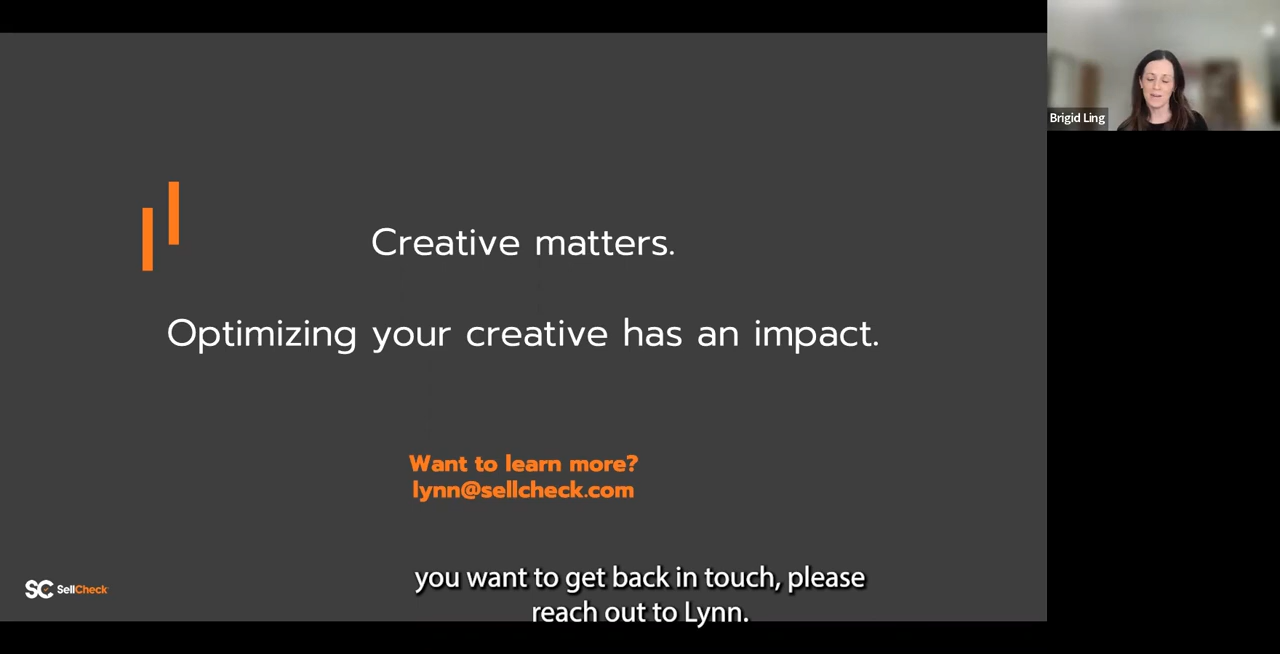 Brigid Ling
Creative matters.
Optimizing your creative has an impact.
Want to learn more?
lynn@sellcheck.com
SC SellCheck
you want to get back in touch, please
reach out to Lynn.